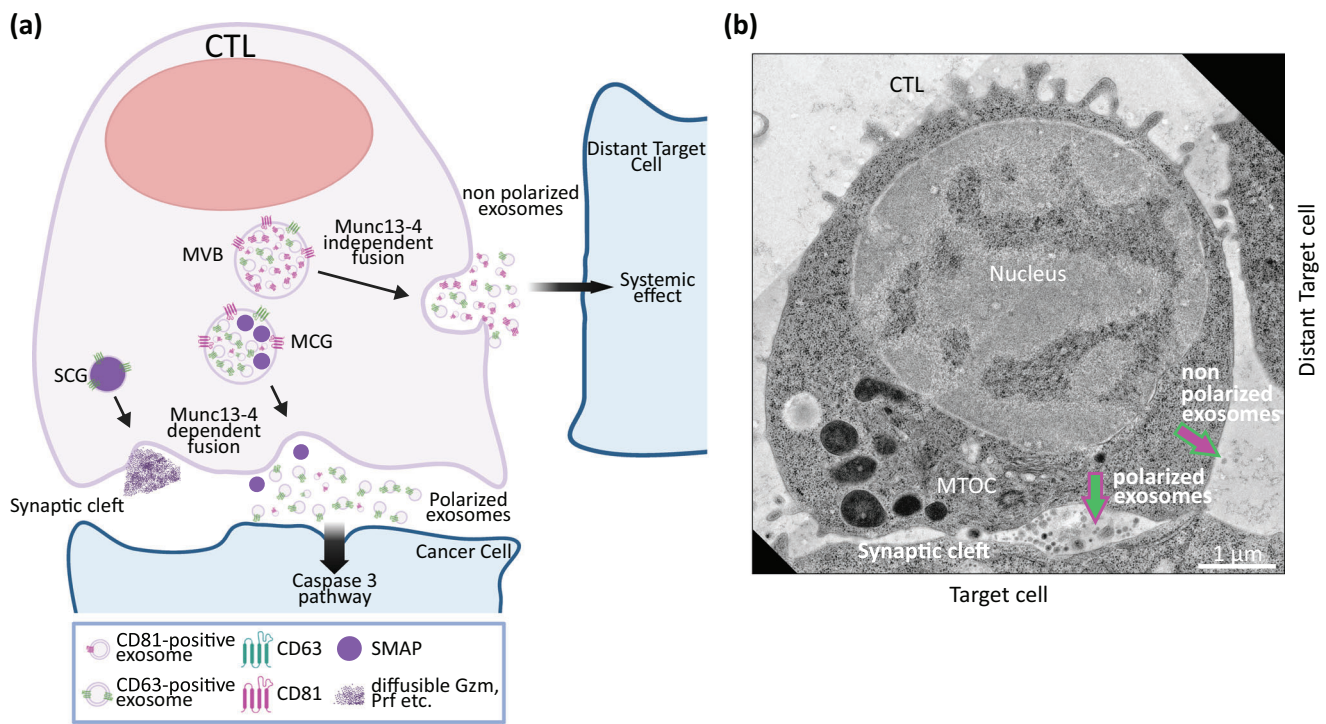 (a)
CTL
MVB
Munc13-4
independent
fusion
non polarized
exosomes
Distant Target
Cell
Systemic
effect
MCG
SCG
Munc13-4
dependent
fusion
Synaptic cleft
Polarized
exosomes
Cancer Cell
Caspase 3
pathway
CD81-positive
exosome
CD63
SMAP
CD63-positive
exosome
CD81
diffusible Gzm,
Prf etc.
(b)
CTL
Nucleus
non
polarized
exosomes
MTOC
polarized
exosomes
Synaptic cleft
1 µm
Target cell
Distant Target cell